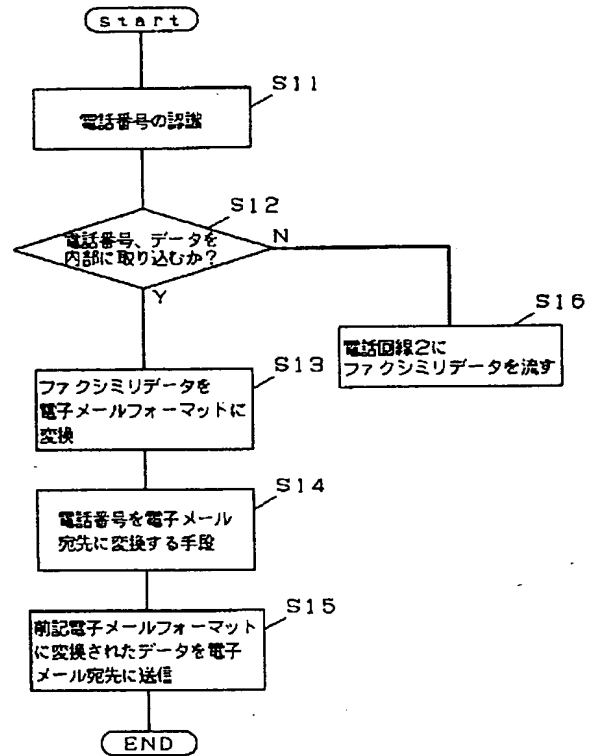 start
S11
電話番号の認識
S12
電話番号、データを
内部に取り込むか?
N
Y
S16
電話回線2に
ファクシミリデータを流す
S13
ファクシミリデータを
電子メールフォーマットに
変換
S14
電話番号を電子メール
宛先に変換する手段
S15
前記電子メールフォーマット
に変換されたデータを電子
メール宛先に送信
END